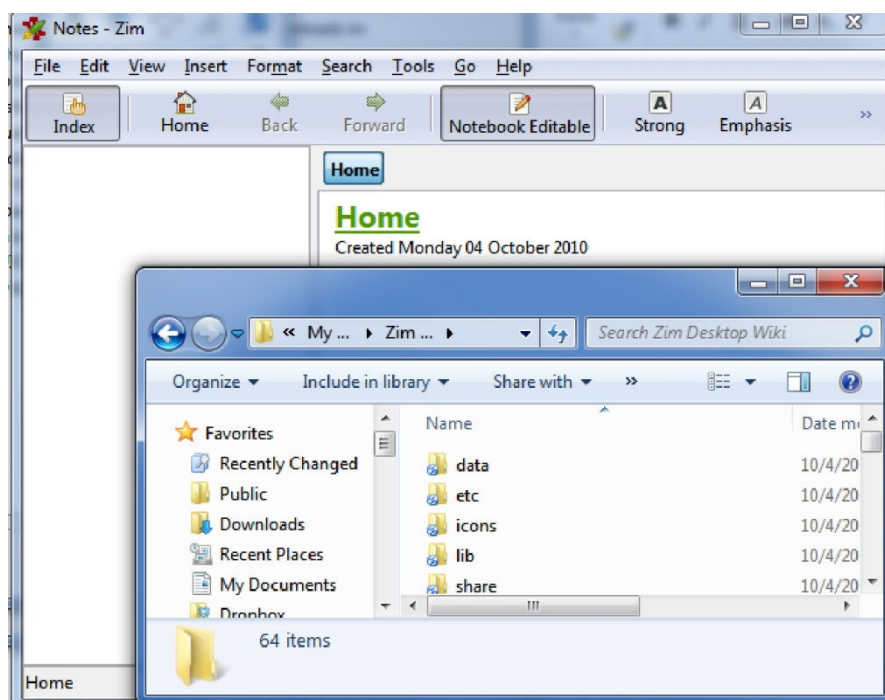 Notes - Zim
File Edit View Insert Format Search Tools Go Help
Index Home Back Forward Notebook Editable Strong Emphasis »
Home
Home
Created Monday 04 October 2010
« My ... Zim ... Search Zim Desktop Wiki
Organize Include in library Share with »
Favorites
Recently Changed
Public
Downloads
Recent Places
My Documents
Dropbox
Name Date m
data 10/4/20
etc 10/4/20
icons 10/4/20
lib 10/4/20
share 10/4/20
64 items
Home